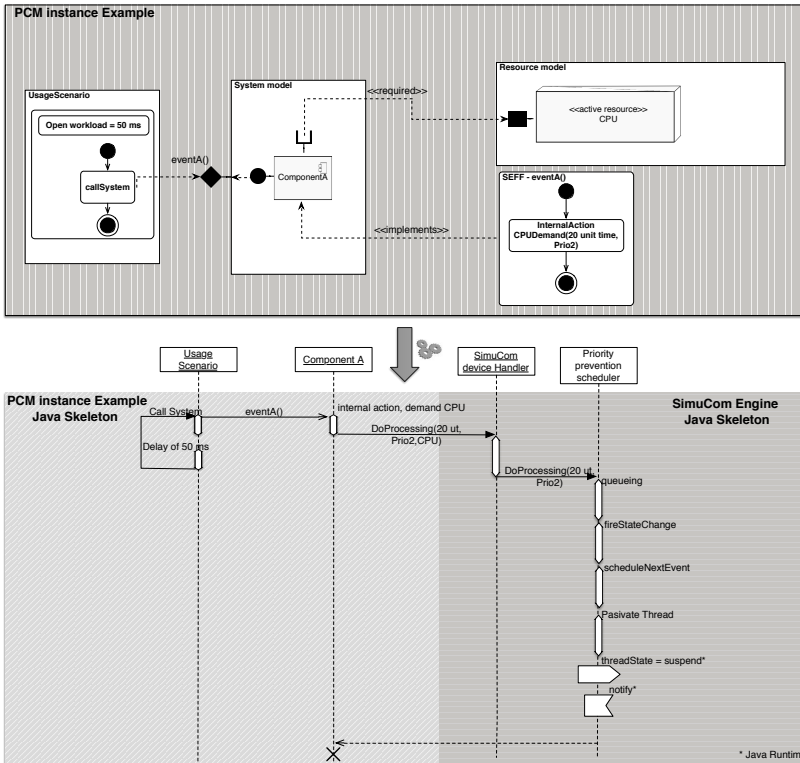 PCM instance Example
Resource model
System model
<<required>>
UsageScenario
<<active resource>>
CPU
Open workload = 50 ms
eventA()
ComponentA
SEFF - eventA()
callSystem
<<implements>>
InternalAction
CPUDemand(20 unit time,
Prio2)
Usage
Scenario
Component A
SimuCom
device Handler
Priority
prevention
scheduler
PCM instance Example
Java Skeleton
SimuCom Engine
Java Skeleton
Call System
eventA()
internal action, demand CPU
DoProcessing(20 ut,
Prio2,CPU)
Delay of 50 ms
DoProcessing(20 ut,
Prio2)
queueing
fireStateChange
scheduleNextEvent
Pasivate Thread
threadState = suspend*
notify*
* Java Runtim